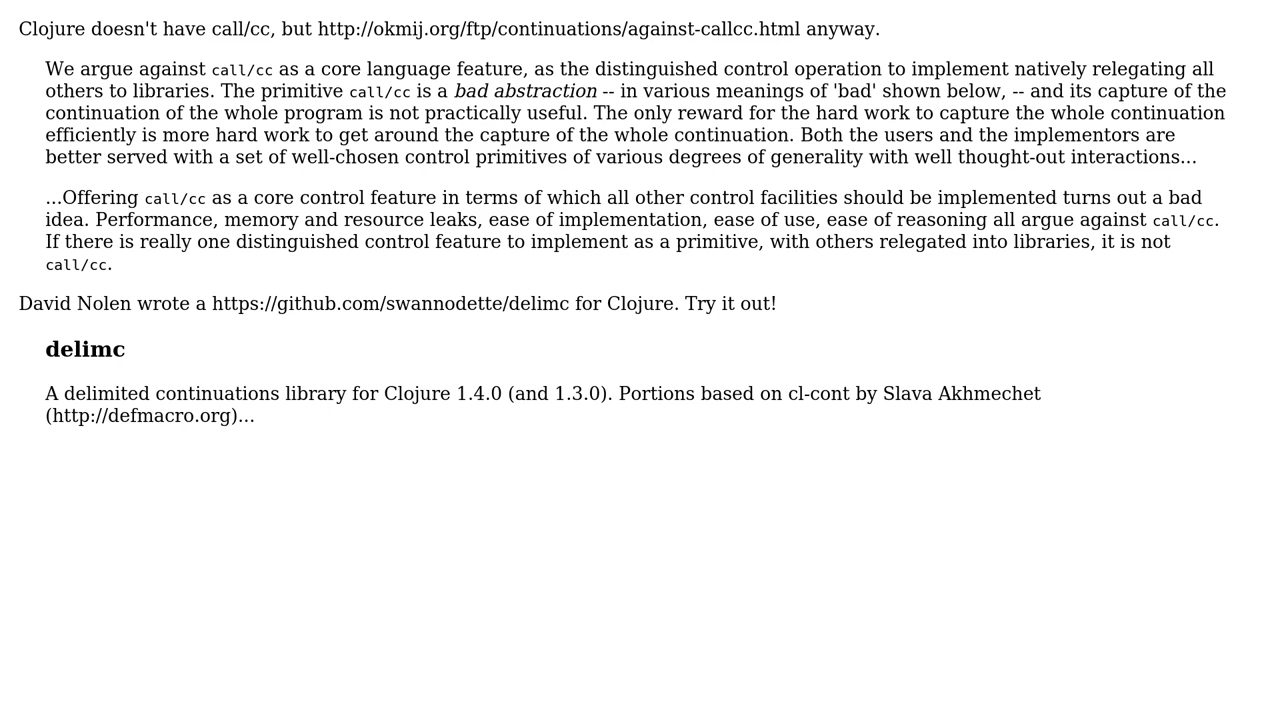 Clojure doesn't have call/cc, but http://okmij.org/ftp/continuations/against-callcc.html anyway.
We argue against call/cc as a core language feature, as the distinguished control operation to implement natively relegating all
others to libraries. The primitive call/cc is a bad abstraction -- in various meanings of 'bad' shown below, -- and its capture of the
continuation of the whole program is not practically useful. The only reward for the hard work to capture the whole continuation
efficiently is more hard work to get around the capture of the whole continuation. Both the users and the implementors are
better served with a set of well-chosen control primitives of various degrees of generality with well thought-out interactions...
...Offering call/cc as a core control feature in terms of which all other control facilities should be implemented turns out a bad
idea. Performance, memory and resource leaks, ease of implementation, ease of use, ease of reasoning all argue against call/cc.
If there is really one distinguished control feature to implement as a primitive, with others relegated into libraries, it is not
call/cc.
David Nolen wrote a https://github.com/swannodette/delimc for Clojure. Try it out!
delimc
A delimited continuations library for Clojure 1.4.0 (and 1.3.0). Portions based on cl-cont by Slava Akhmechet
(http://defmacro.org)...